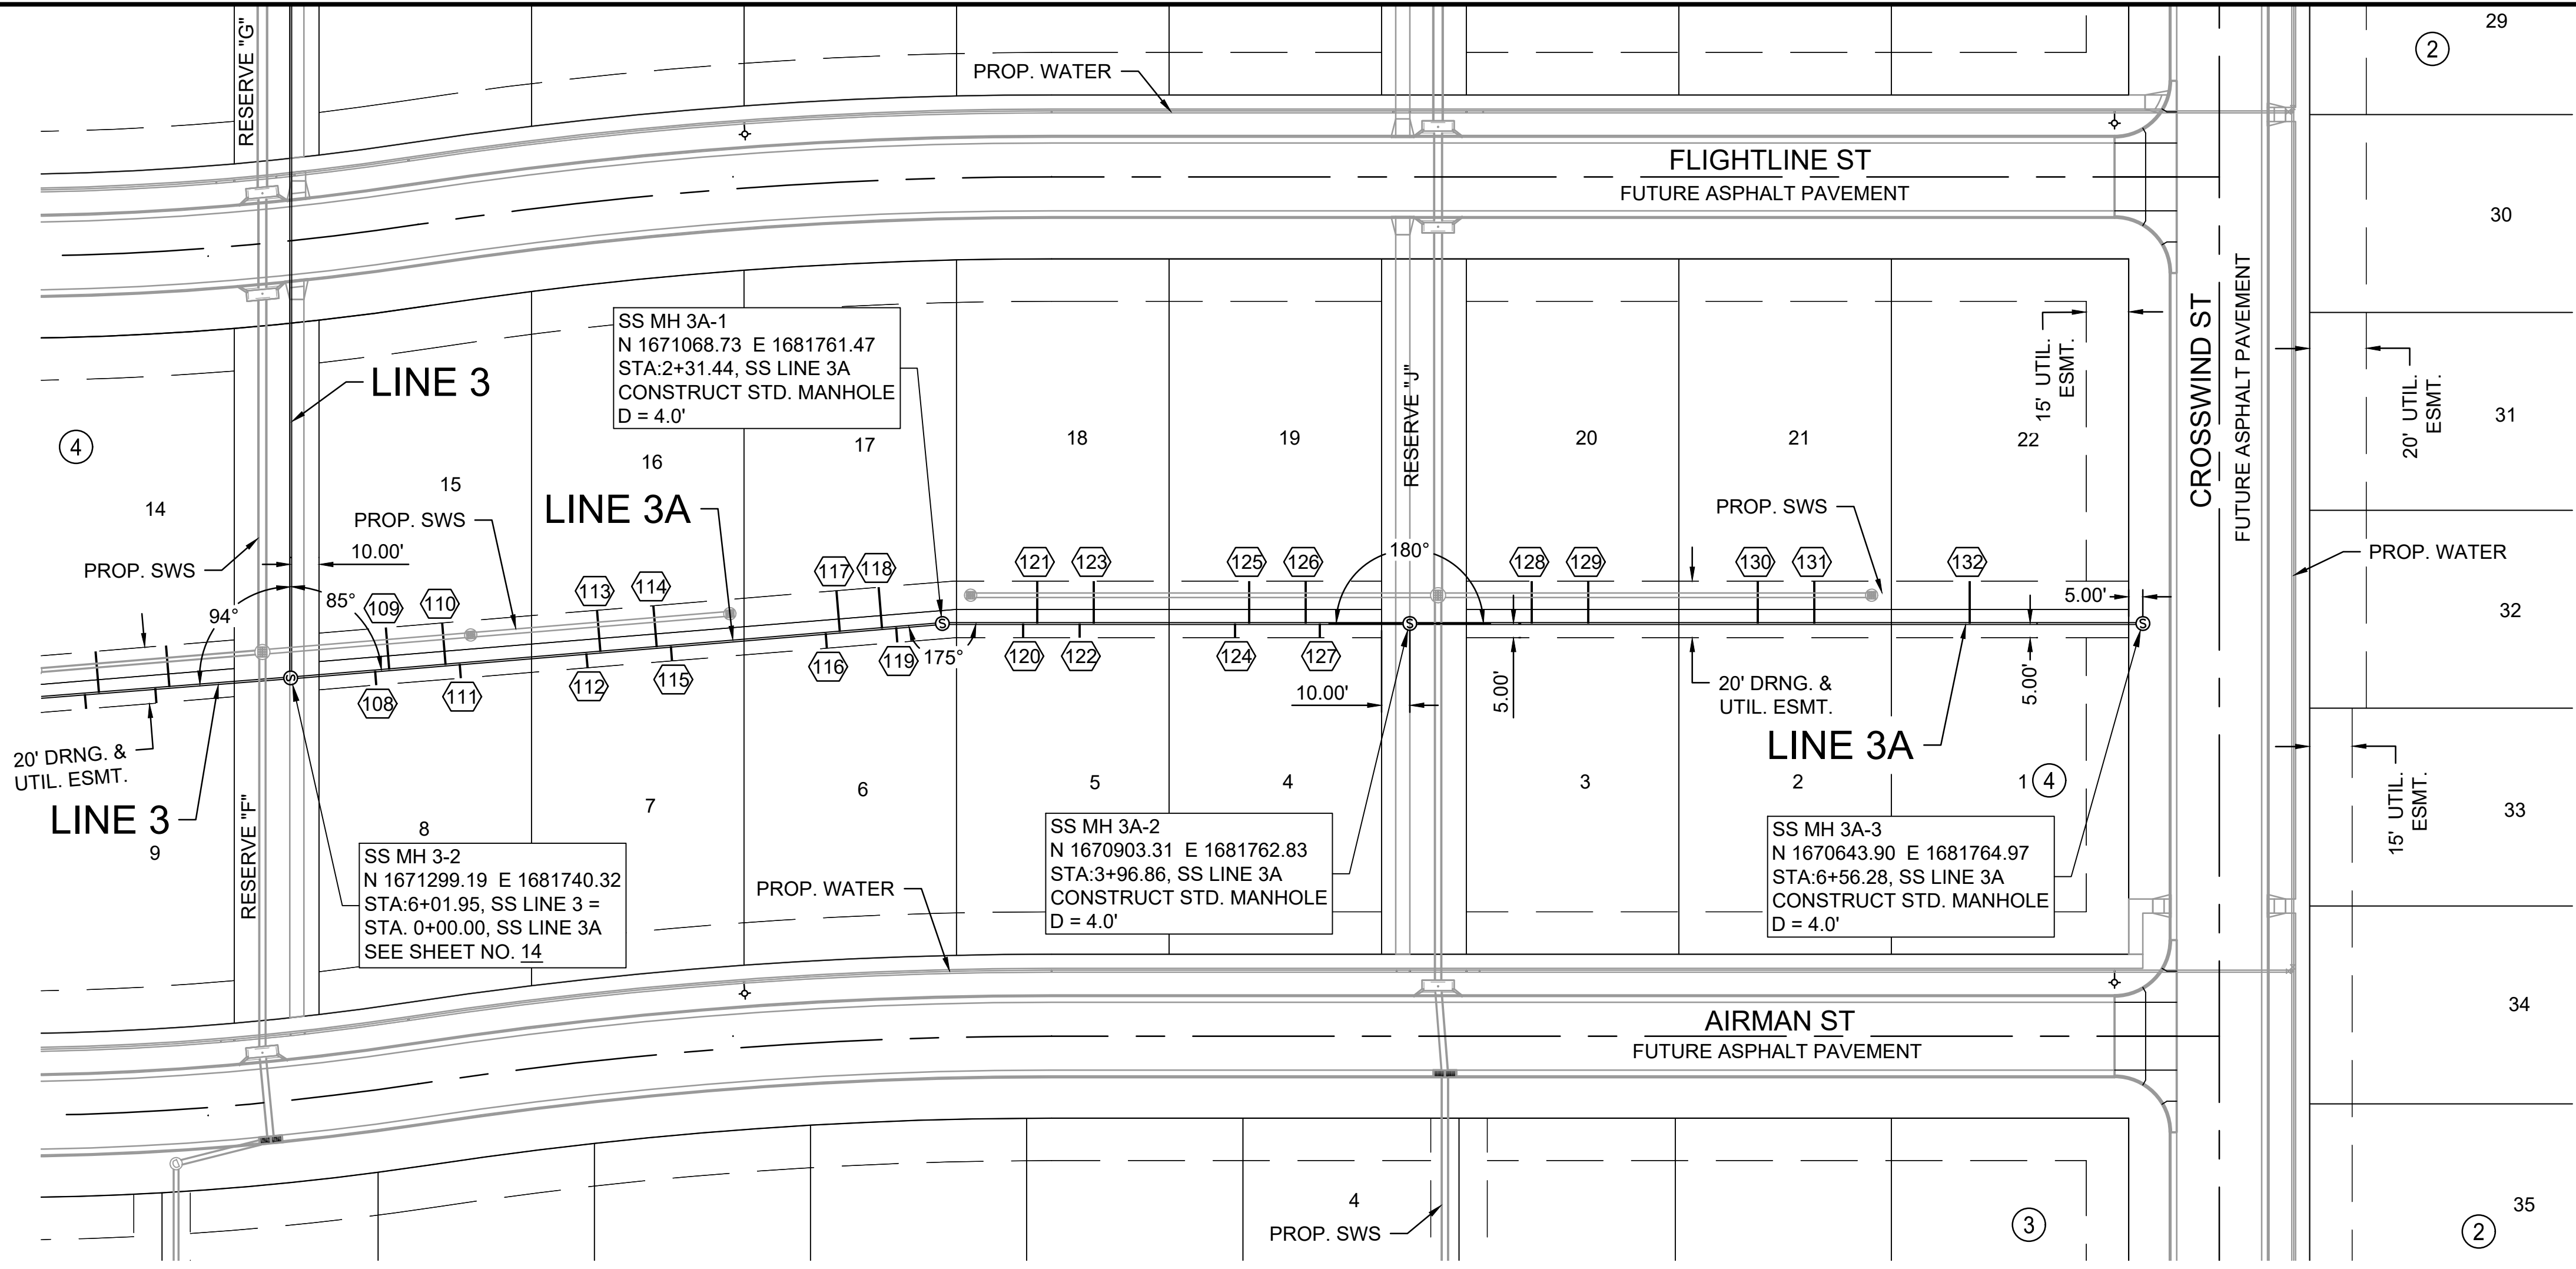 RESERVE "G"
PROP. WATER
29
2
FLIGHTLINE ST
FUTURE ASPHALT PAVEMENT
30
SS MH 3A-1
N 1671068.73 E 1681761.47
STA:2+31.44, SS LINE 3A
CONSTRUCT STD. MANHOLE
D = 4.0'
LINE 3
4
14
15
16
17
18
19
RESERVE "J"
20
21
22
15' UTIL.
ESMT.
CROSSWIND ST
FUTURE ASPHALT PAVEMENT
20' UTIL.
ESMT.
31
LINE 3A
PROP. SWS
PROP. SWS
PROP. SWS
10.00'
PROP. WATER
94°
85°
109
110
113
114
117
118
121
123
125
126
180°
128
129
130
131
132
5.00'
32
108
111
112
115
116
119
175°
120
122
124
127
10.00'
5.00'
20' DRNG. &
UTIL. ESMT.
5.00'
20' DRNG. &
UTIL. ESMT.
LINE 3
LINE 3A
9
RESERVE "F"
8
7
6
5
4
3
2
1
4
15' UTIL.
ESMT.
33
SS MH 3-2
N 1671299.19 E 1681740.32
STA:6+01.95, SS LINE 3 =
STA. 0+00.00, SS LINE 3A
SEE SHEET NO. 14
PROP. WATER
SS MH 3A-2
N 1670903.31 E 1681762.83
STA:3+96.86, SS LINE 3A
CONSTRUCT STD. MANHOLE
D = 4.0'
SS MH 3A-3
N 1670643.90 E 1681764.97
STA:6+56.28, SS LINE 3A
CONSTRUCT STD. MANHOLE
D = 4.0'
34
AIRMAN ST
FUTURE ASPHALT PAVEMENT
4
PROP. SWS
3
35
2